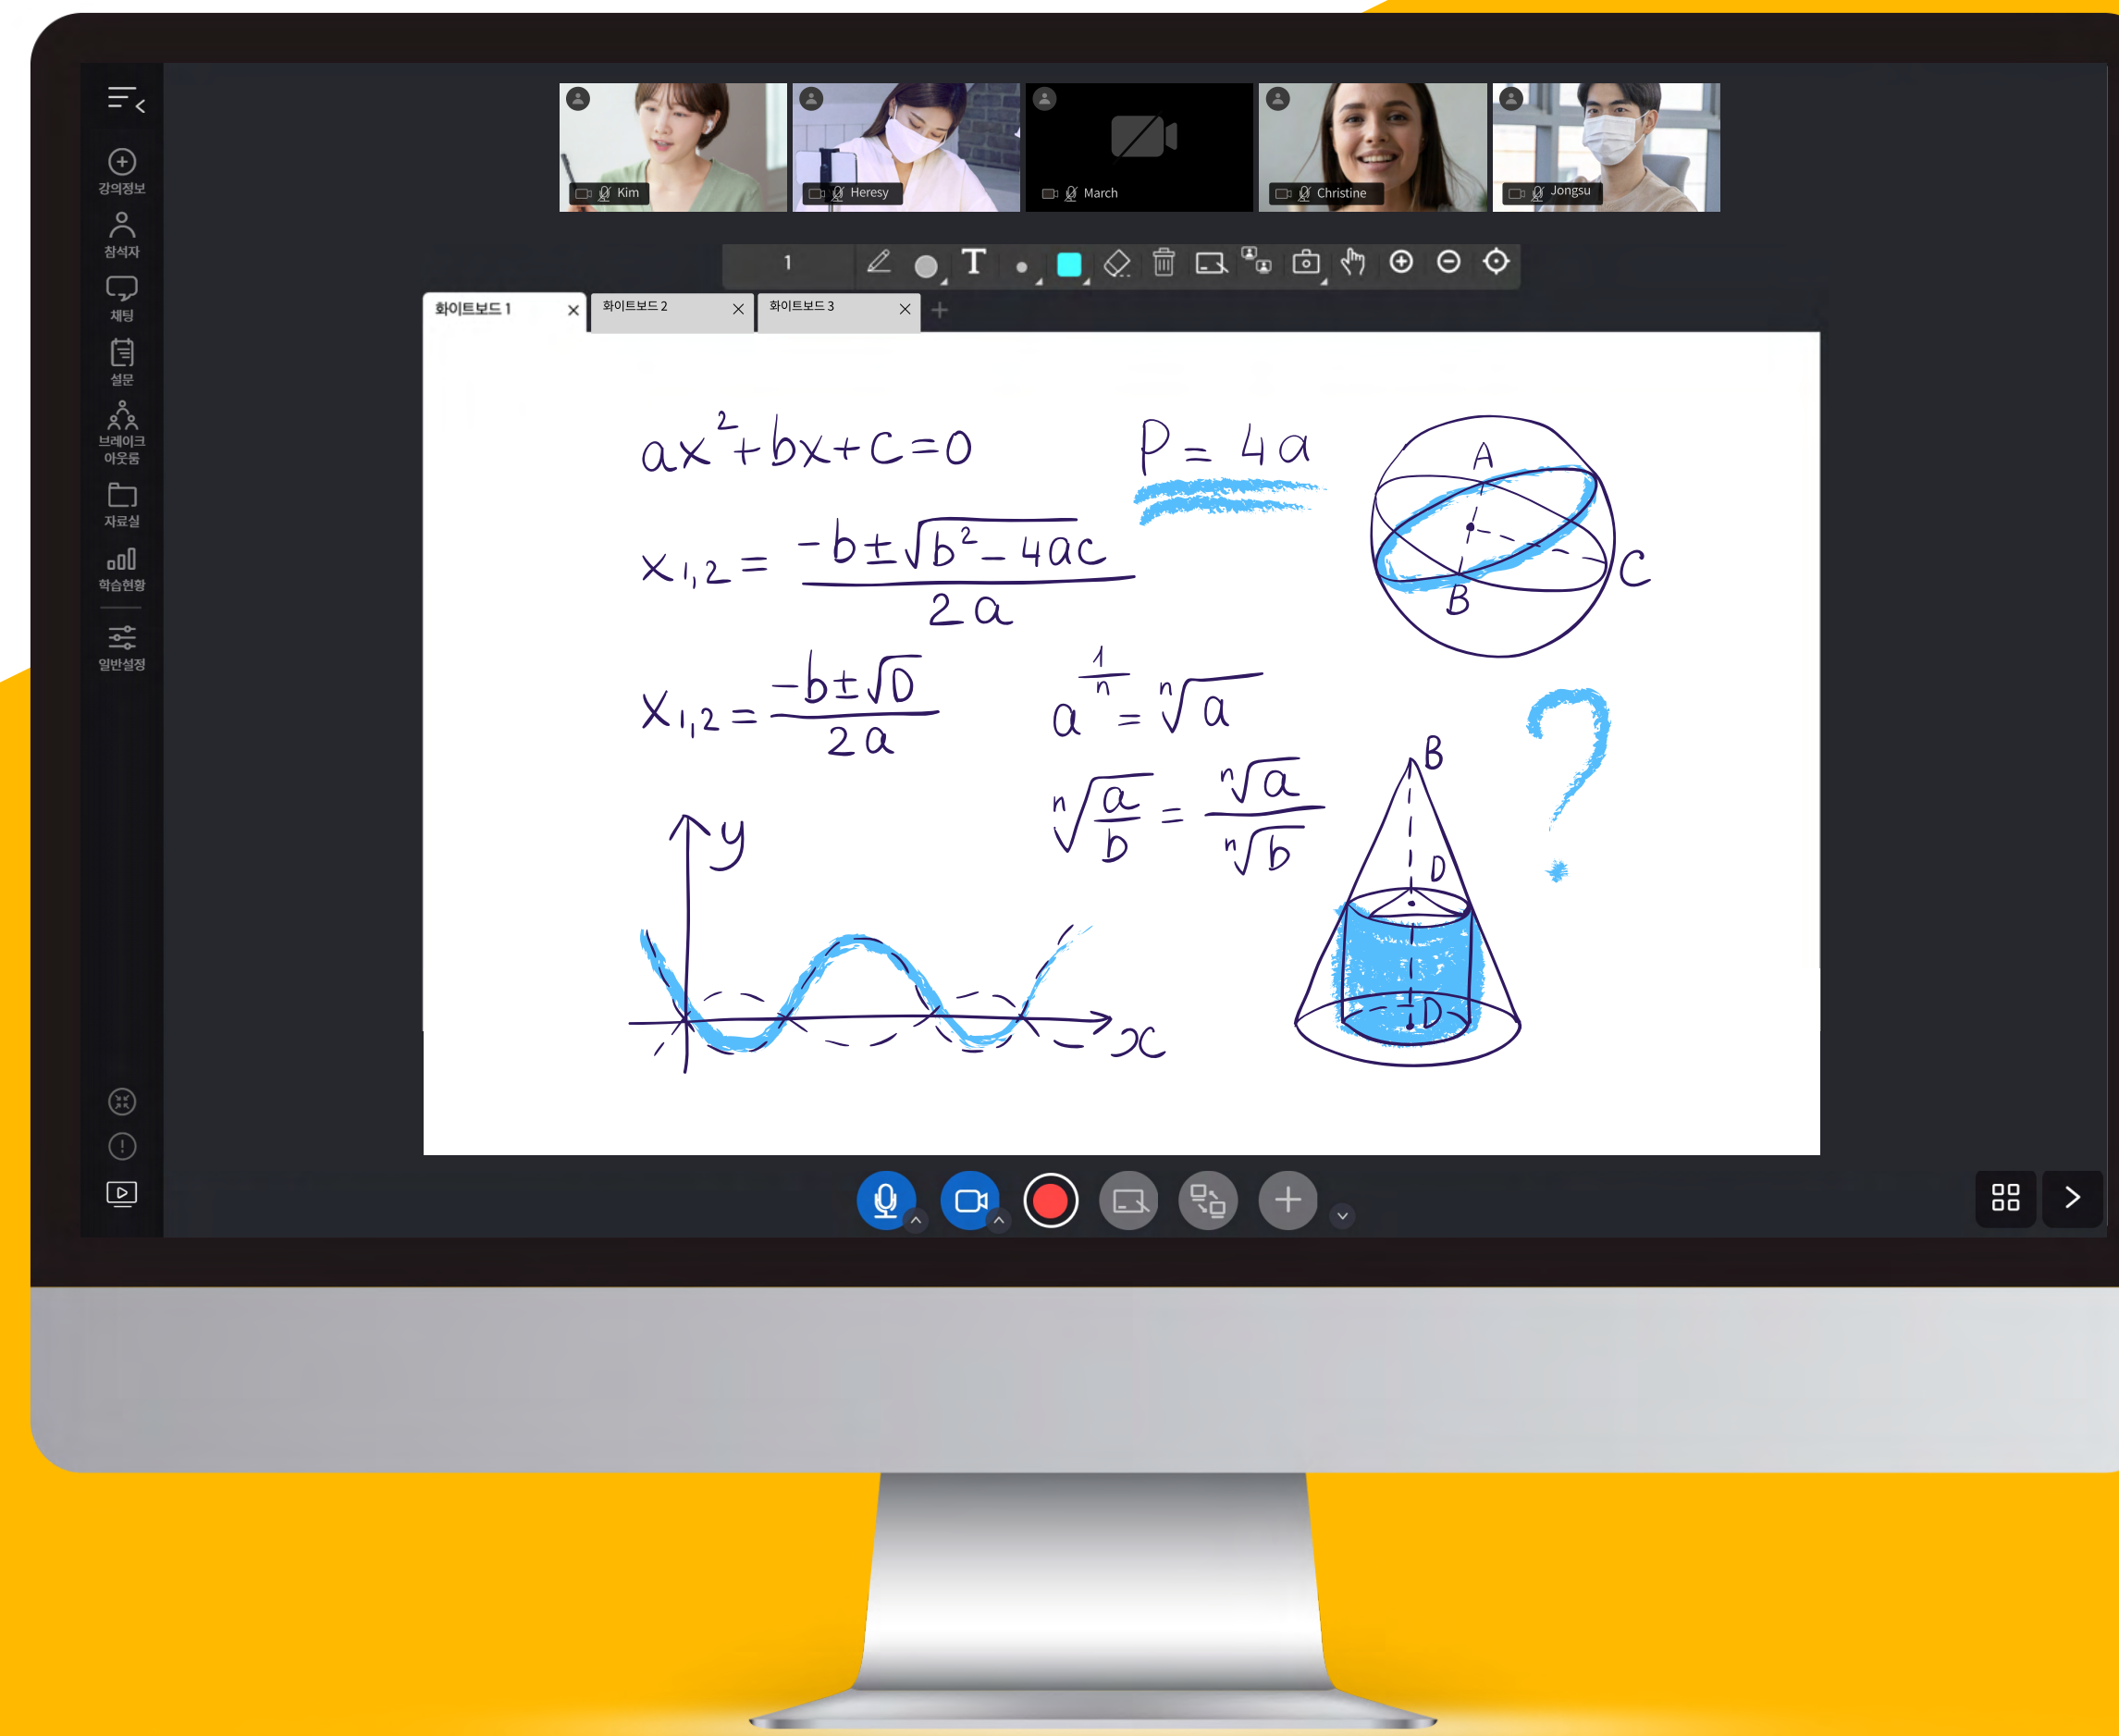 강의정보
참석자
채팅
설문
브레이크
아웃룸
자료실
학습현황
일반설정
Kim
Heresy
March
Christine
Jongsu
1
T
화이트보드 1
화이트보드 2
화이트보드 3
ax²+bx+c=0
P = 4a
x₁,₂ = (-b±√(b²-4ac))/2a
x₁,₂ = (-b±√D)/2a
a^(1/n) = ⁿ√a
ⁿ√(a/b) = ⁿ√a/ⁿ√b
A
B
C
?
B
D
D
y
x